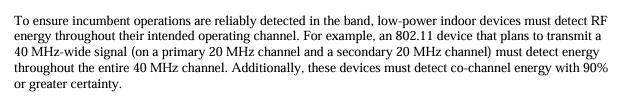 To ensure incumbent operations are reliably detected in the band, low-power indoor devices must detect RF
energy throughout their intended operating channel. For example, an 802.11 device that plans to transmit a
40 MHz-wide signal (on a primary 20 MHz channel and a secondary 20 MHz channel) must detect energy
throughout the entire 40 MHz channel. Additionally, these devices must detect co-channel energy with 90%
or greater certainty.